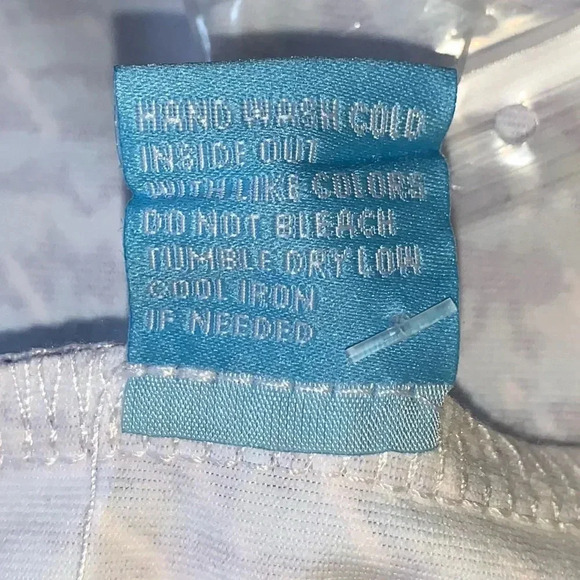 HAND WASH COLD
INSIDE OUT
WITH LIKE COLORS
DO NOT BLEACH
TUMBLE DRY LOW
COOL IRON
IF NEEDED